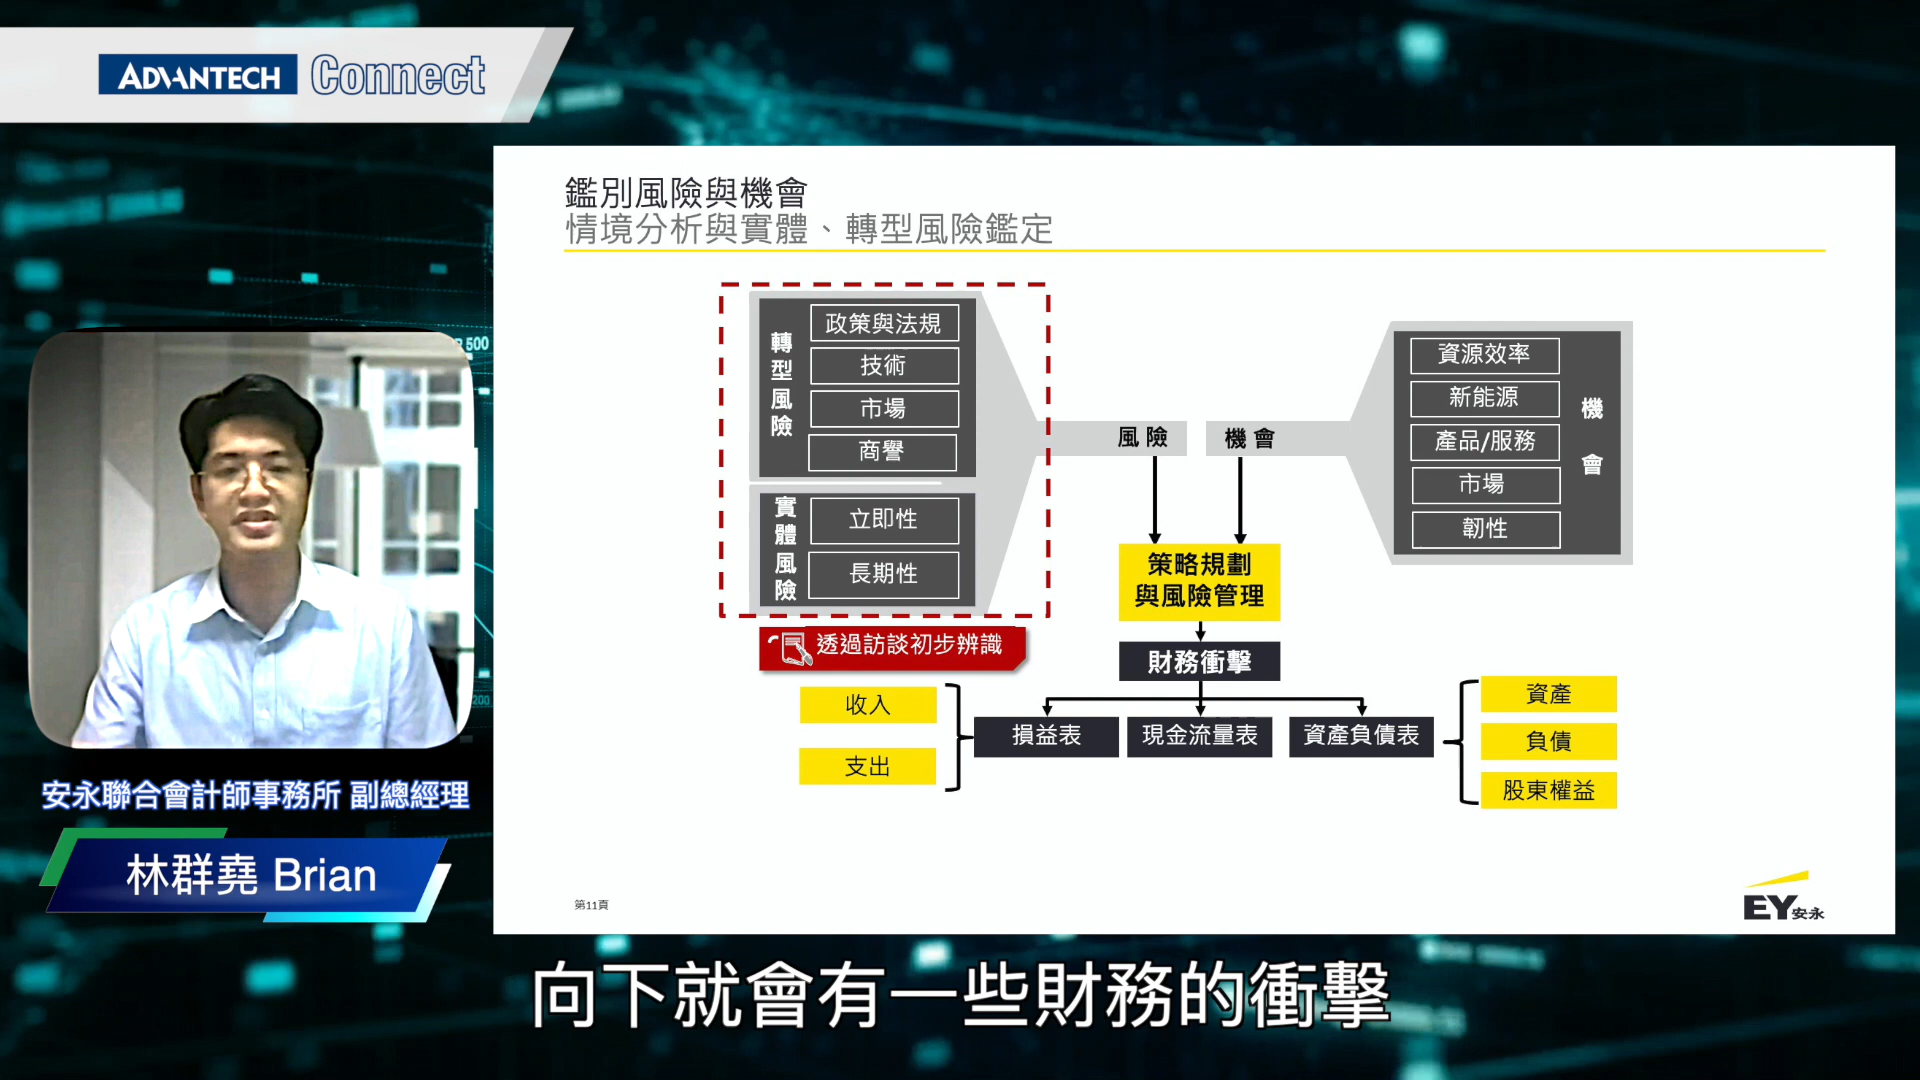 ADVANTECH Connect
鑑別風險與機會
情境分析與實體、轉型風險鑑定
轉型風險
政策與法規
技術
市場
商譽
實體風險
立即性
長期性
透過訪談初步辨識
風險
機會
資源效率
新能源
產品/服務
市場
韌性
機會
策略規劃
與風險管理
財務衝擊
收入
支出
損益表
現金流量表
資產負債表
資產
負債
股東權益
第11頁
EY安永
500
200
安永聯合會計師事務所 副總經理
林群堯 Brian
向下就會有一些財務的衝擊